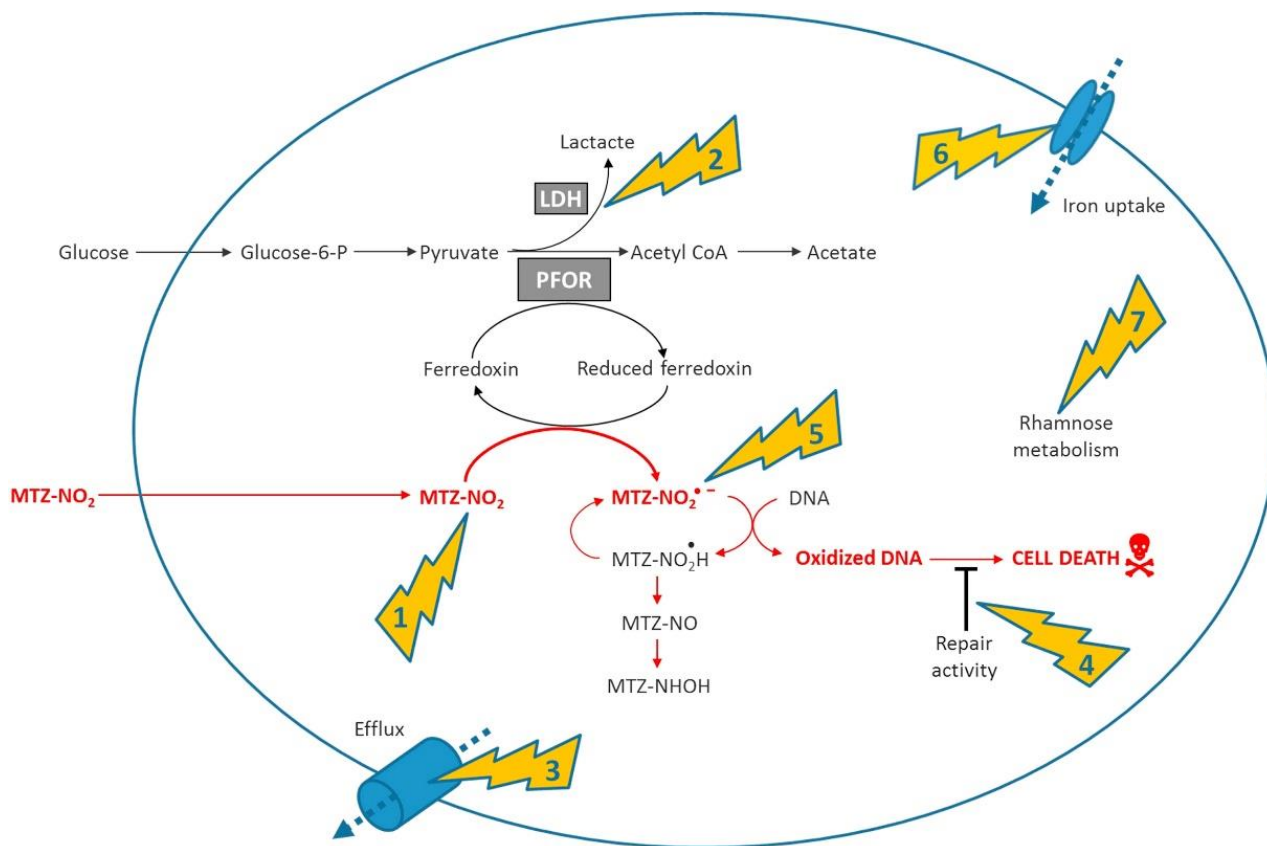 Lactacte
2
LDH
6
Iron uptake
Glucose
Glucose-6-P
Pyruvate
Acetyl CoA
Acetate
PFOR
7
Ferredoxin
Reduced ferredoxin
Rhamnose
metabolism
5
MTZ-NO₂
MTZ-NO₂
MTZ-NO₂•⁻
DNA
MTZ-NO₂•H
Oxidized DNA
CELL DEATH
1
MTZ-NO
Repair
activity
4
MTZ-NHOH
Efflux
3